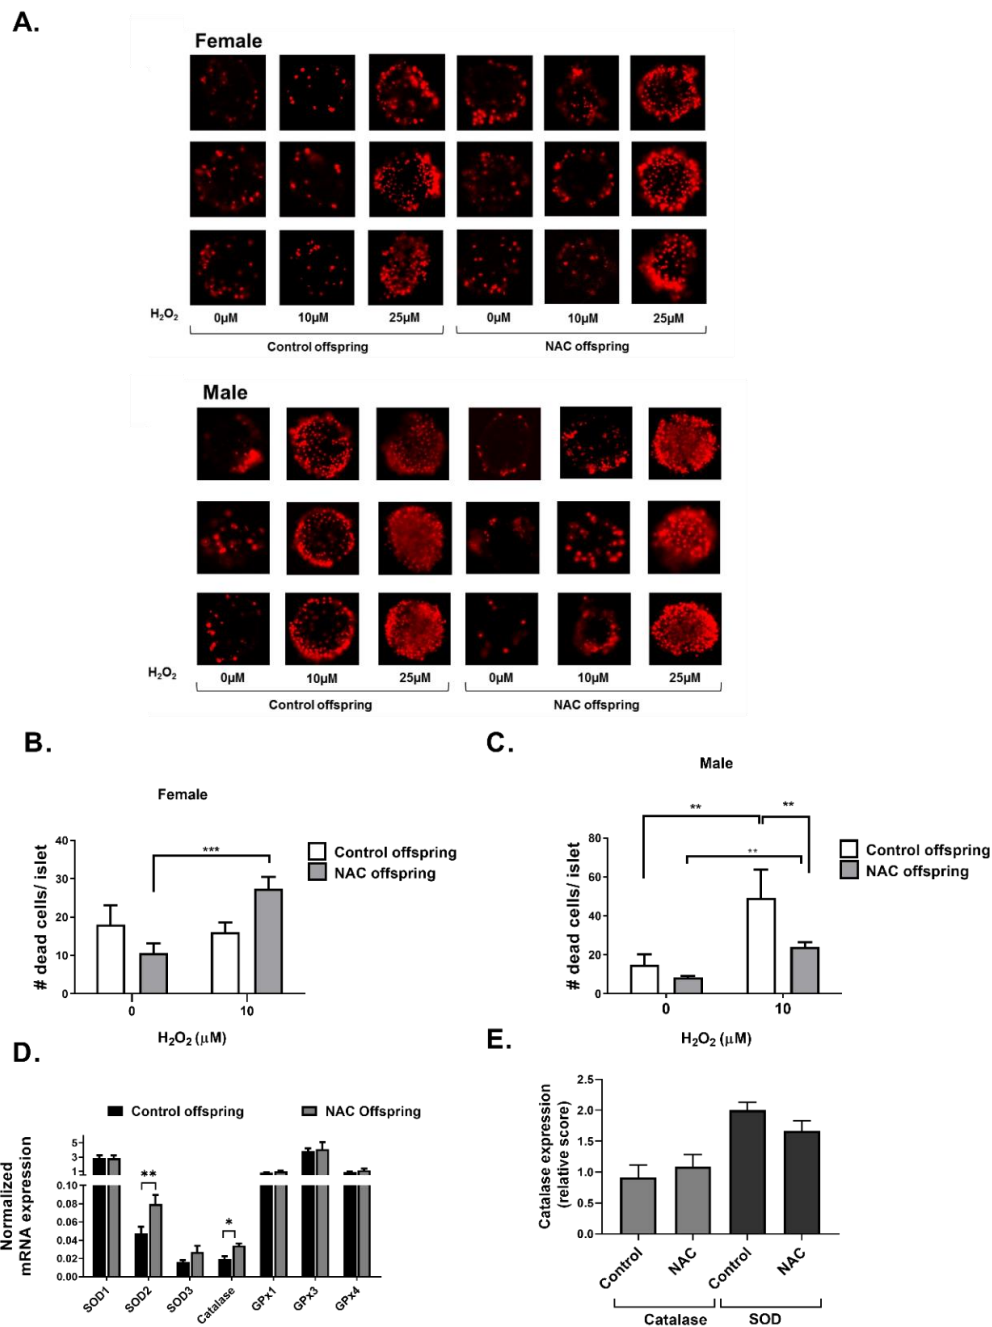 A.
Female
H2O2 0µM 10µM 25µM 0µM 10µM 25µM
Control offspring NAC offspring
Male
H2O2 0µM 10µM 25µM 0µM 10µM 25µM
Control offspring NAC offspring
B.
Female
***
40
30
20
10
0
# dead cells/ islet
0 10
H2O2 (µM)
Control offspring
NAC offspring
C.
Male
** **
**
80
60
40
20
0
# dead cells/ islet
0 10
H2O2 (µM)
Control offspring
NAC offspring
D.
Control offspring NAC Offspring
Normalized
mRNA expression
5
3
1
0.10
0.08
0.06
0.04
0.02
0.00
**
*
SOD1 SOD2 SOD3 Catalase GPx1 GPx3 GPx4
E.
Catalase expression
(relative score)
2.5
2.0
1.5
1.0
0.5
0.0
Control NAC Control NAC
Catalase SOD